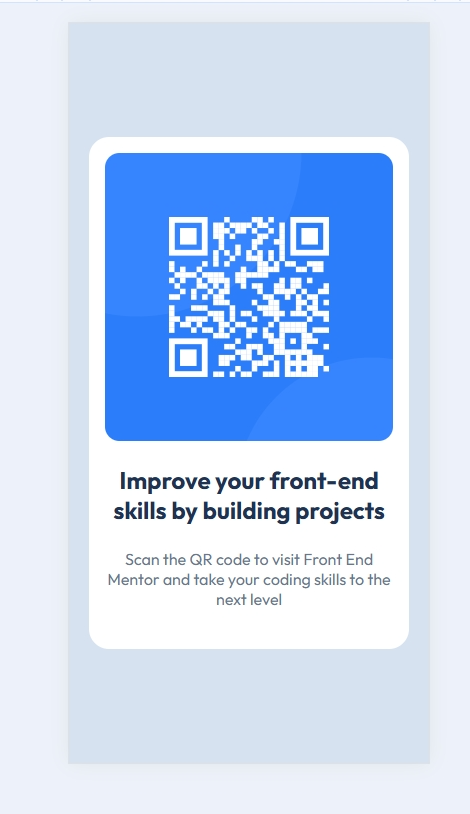 Improve your front-end
skills by building projects
Scan the QR code to visit Front End
Mentor and take your coding skills to the
next level